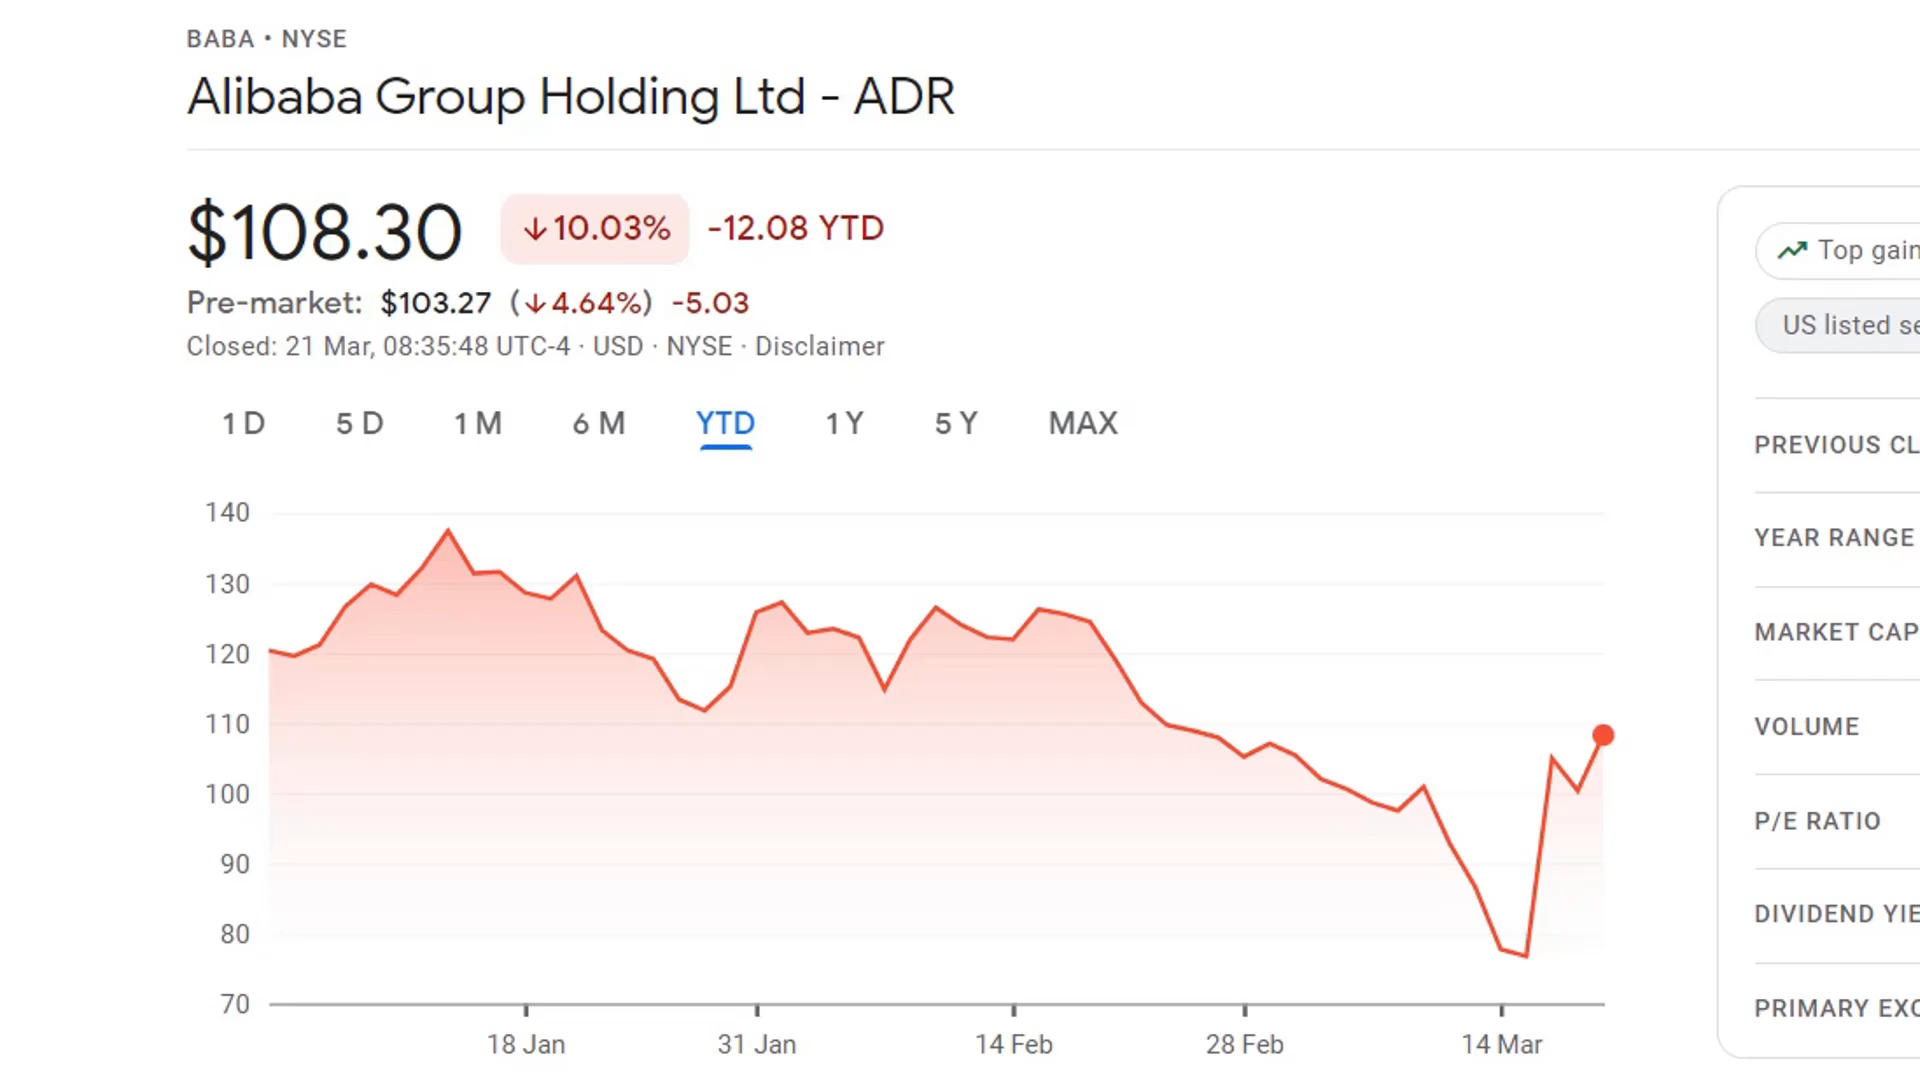 BABA • NYSE
Alibaba Group Holding Ltd - ADR
$108.30 ↓10.03% -12.08 YTD
Pre-market: $103.27 (↓4.64%) -5.03
Closed: 21 Mar, 08:35:48 UTC-4 · USD · NYSE · Disclaimer
1 D 5 D 1 M 6 M YTD 1 Y 5 Y MAX
140
130
120
110
100
90
80
70
18 Jan 31 Jan 14 Feb 28 Feb 14 Mar
Top gain
US listed se
PREVIOUS CL
YEAR RANGE
MARKET CAP
VOLUME
P/E RATIO
DIVIDEND YIE
PRIMARY EXC